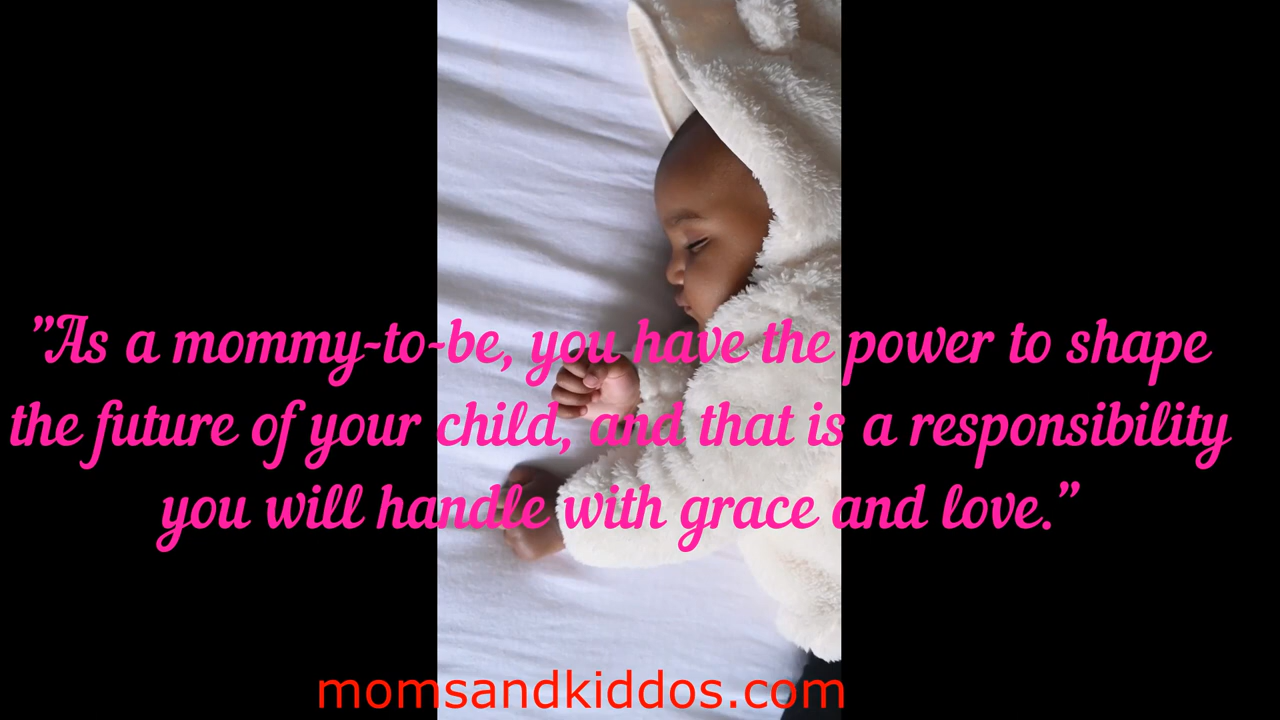 ”As a mommy-to-be, you have the power to shape
the future of your child, and that is a responsibility
you will handle with grace and love.”
momsandkiddos.com